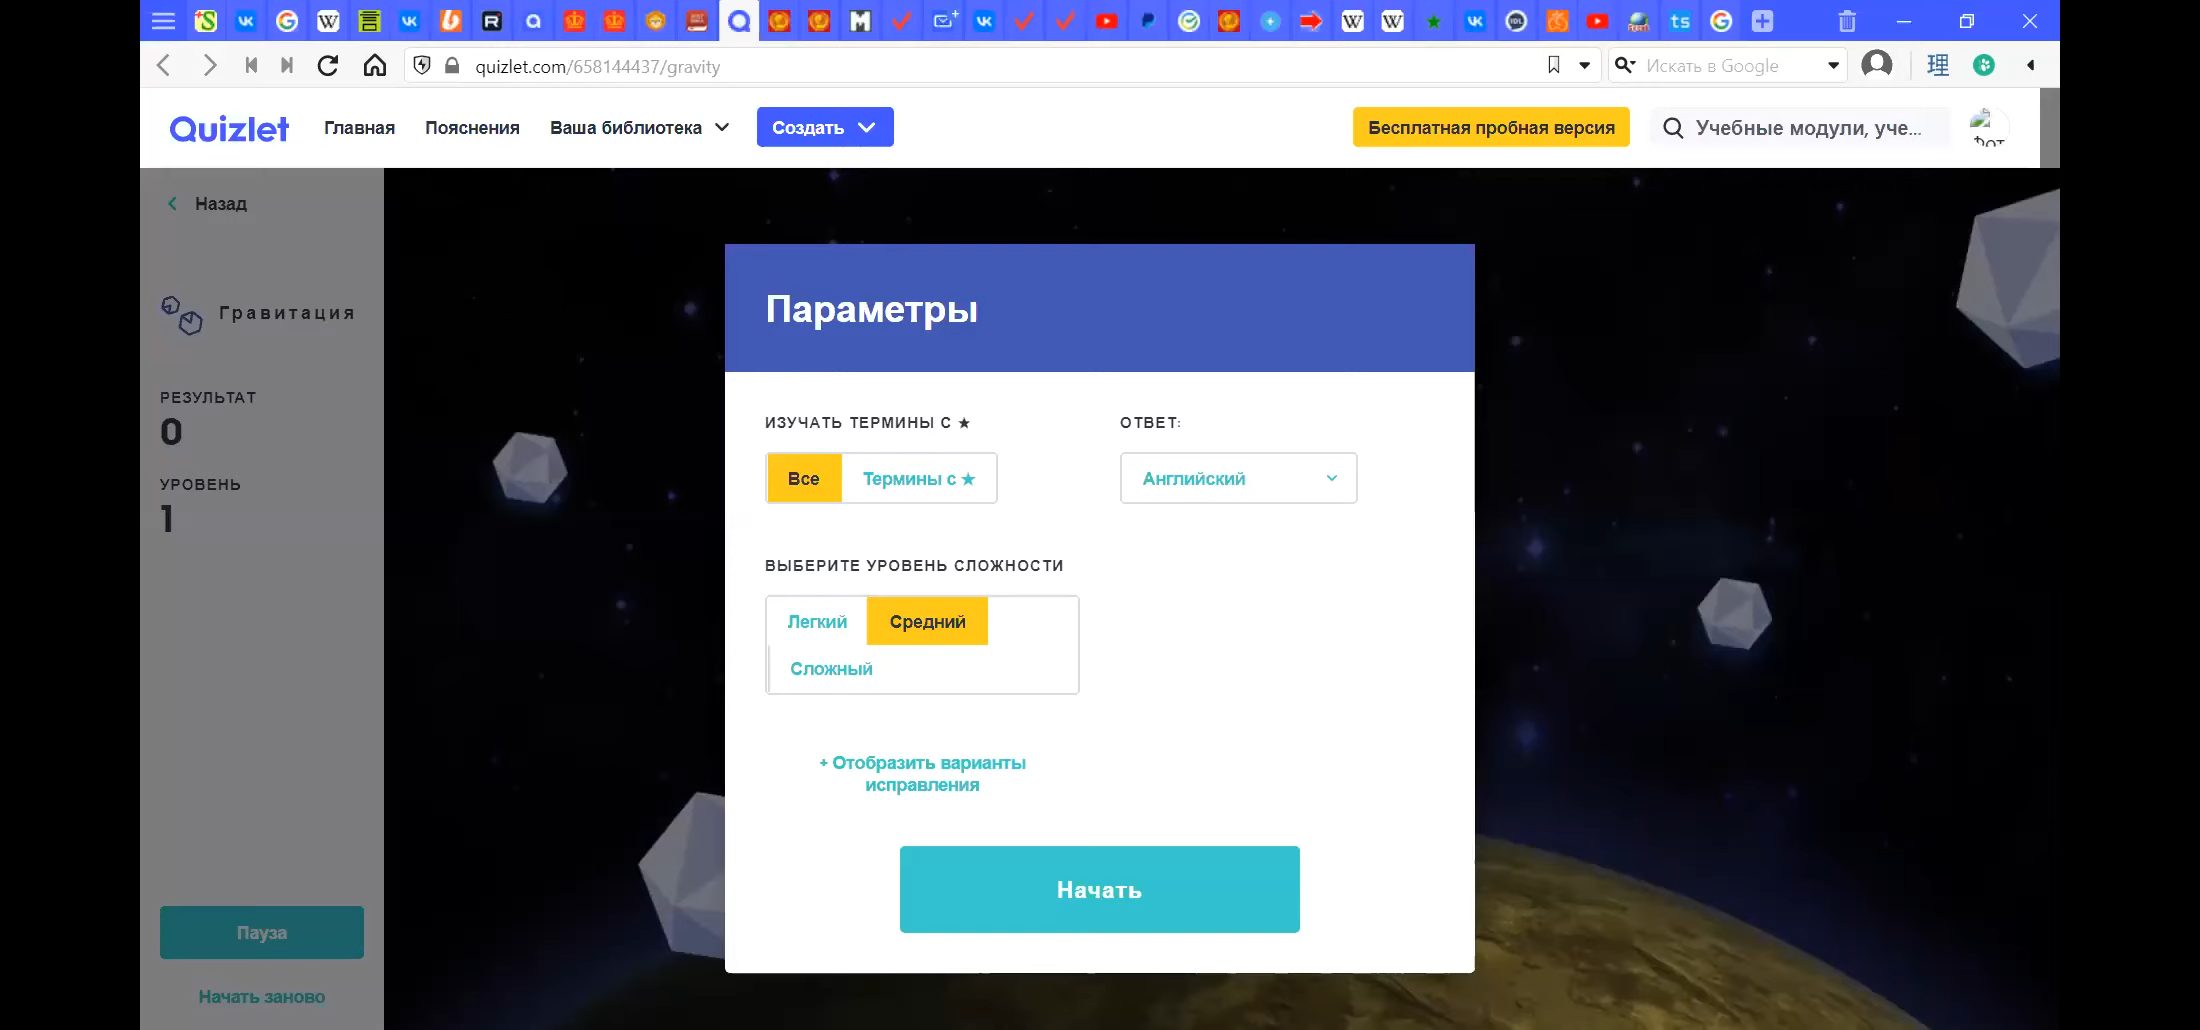 quizlet.com/658144437/gravity
Искать в Google
Quizlet
Главная
Пояснения
Ваша библиотека
Создать
Бесплатная пробная версия
Учебные модули, уче...
Назад
Гравитация
РЕЗУЛЬТАТ
0
УРОВЕНЬ
1
Пауза
Начать заново
Параметры
ИЗУЧАТЬ ТЕРМИНЫ С ★
Все
Термины с ★
ОТВЕТ:
Английский
ВЫБЕРИТЕ УРОВЕНЬ СЛОЖНОСТИ
Легкий
Средний
Сложный
+ Отобразить варианты
исправления
Начать